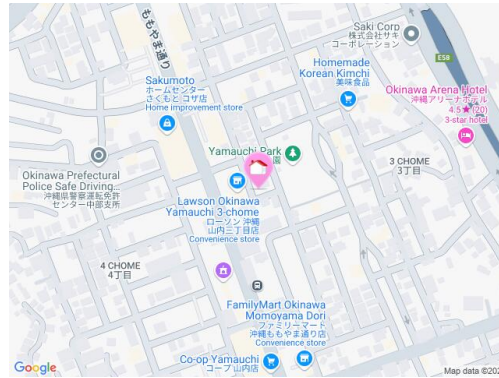 ももやま通り
Saki Corp
株式会社サキ
コーポレーション
E58
Homemade
Korean Kimchi
美味食品
Sakumoto
ホームセンター
さくもと コザ店
Home improvement store
Okinawa Arena Hotel
沖縄アリーナホテル
4.5★(20)
3-star hotel
Yamauchi Park
園
3 CHOME
3丁目
Okinawa Prefectural
Police Safe Driving...
沖縄県警察運転免許
センター中部支所
Lawson Okinawa
Yamauchi 3-chome
ローソン 沖縄
山内三丁目店
Convenience store
4 CHOME
4丁目
FamilyMart Okinawa
Momoyama Dori
ファミリーマート
沖縄ももやま通り店
Convenience store
Co-op Yamauchi
コープ 山内店
Google
Map data ©20